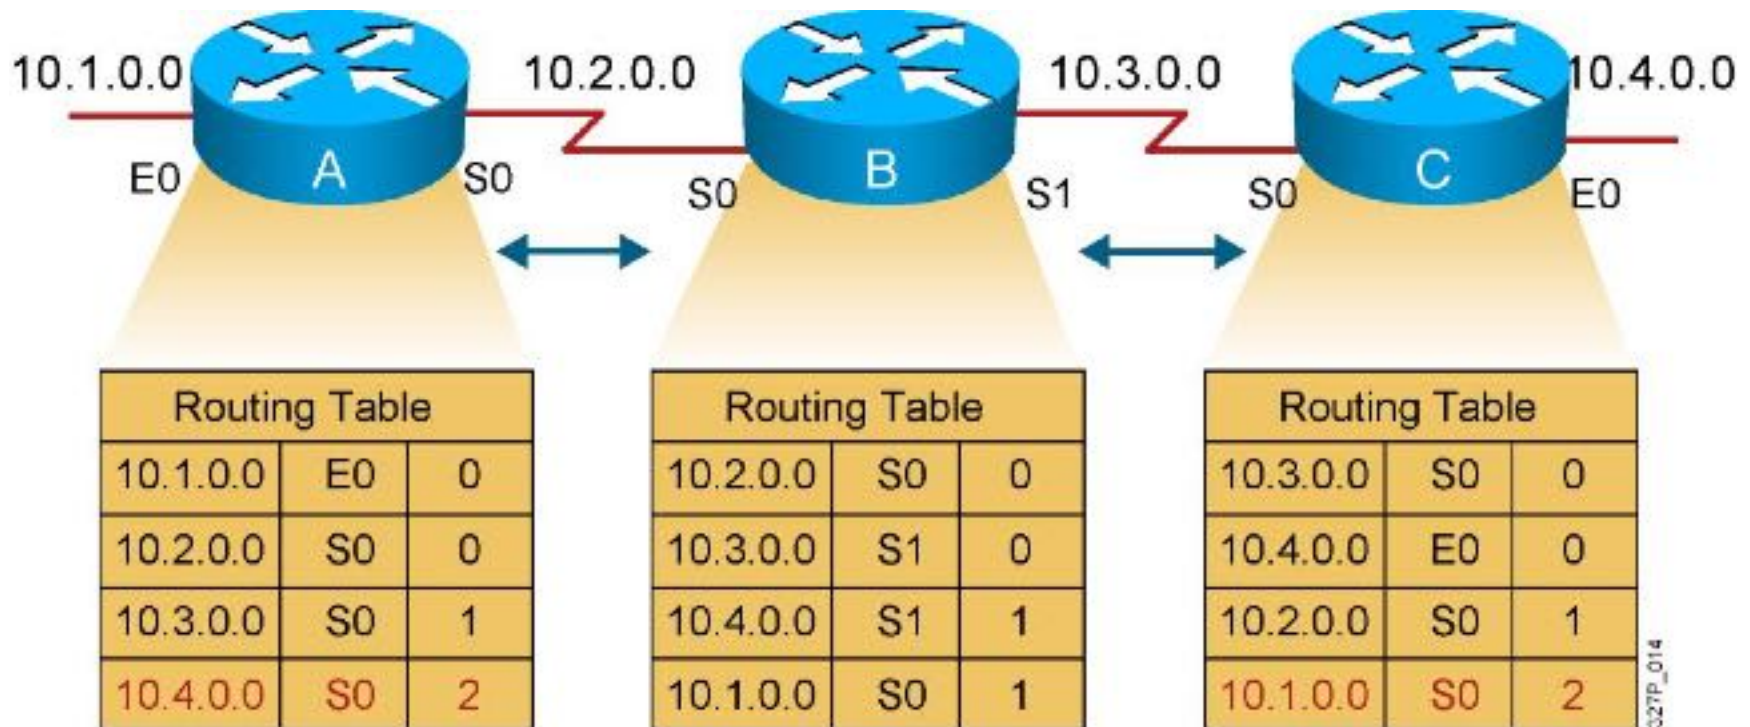 10.1.0.0 10.2.0.0 10.3.0.0 10.4.0.0
E0 A S0 S0 B S1 S0 C E0
Routing Table
10.1.0.0 E0 0
10.2.0.0 S0 0
10.3.0.0 S0 1
10.4.0.0 S0 2
Routing Table
10.2.0.0 S0 0
10.3.0.0 S1 0
10.4.0.0 S1 1
10.1.0.0 S0 1
Routing Table
10.3.0.0 S0 0
10.4.0.0 E0 0
10.2.0.0 S0 1
10.1.0.0 S0 2
327P_014